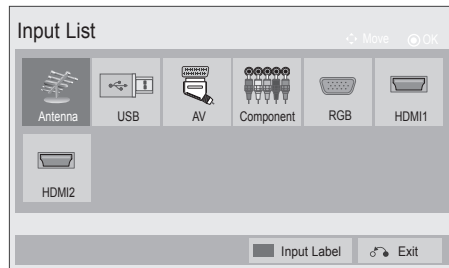 Input List
Move OK
Antenna USB AV Component RGB HDMI1
HDMI2
Input Label Exit